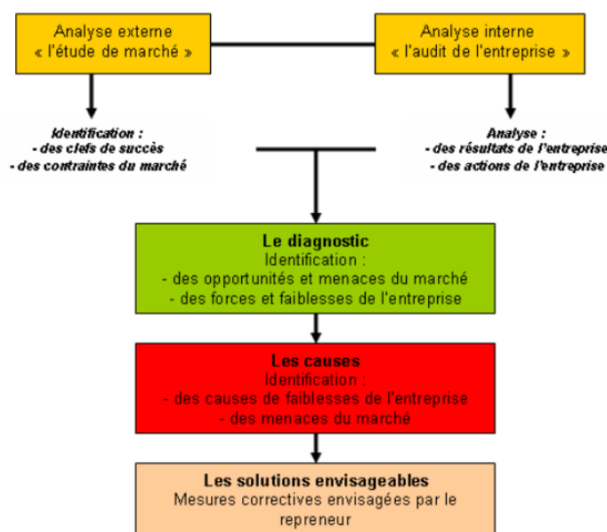 Analyse externe
« l'étude de marché »
Analyse interne
« l'audit de l'entreprise »
Identification :
- des clefs de succès
- des contraintes du marché
Analyse :
- des résultats de l'entreprise
- des actions de l'entreprise
Le diagnostic
Identification :
- des opportunités et menaces du marché
- des forces et faiblesses de l'entreprise
Les causes
Identification :
- des causes de faiblesses de l'entreprise
- des menaces du marché
Les solutions envisageables
Mesures correctives envisagées par le
repreneur